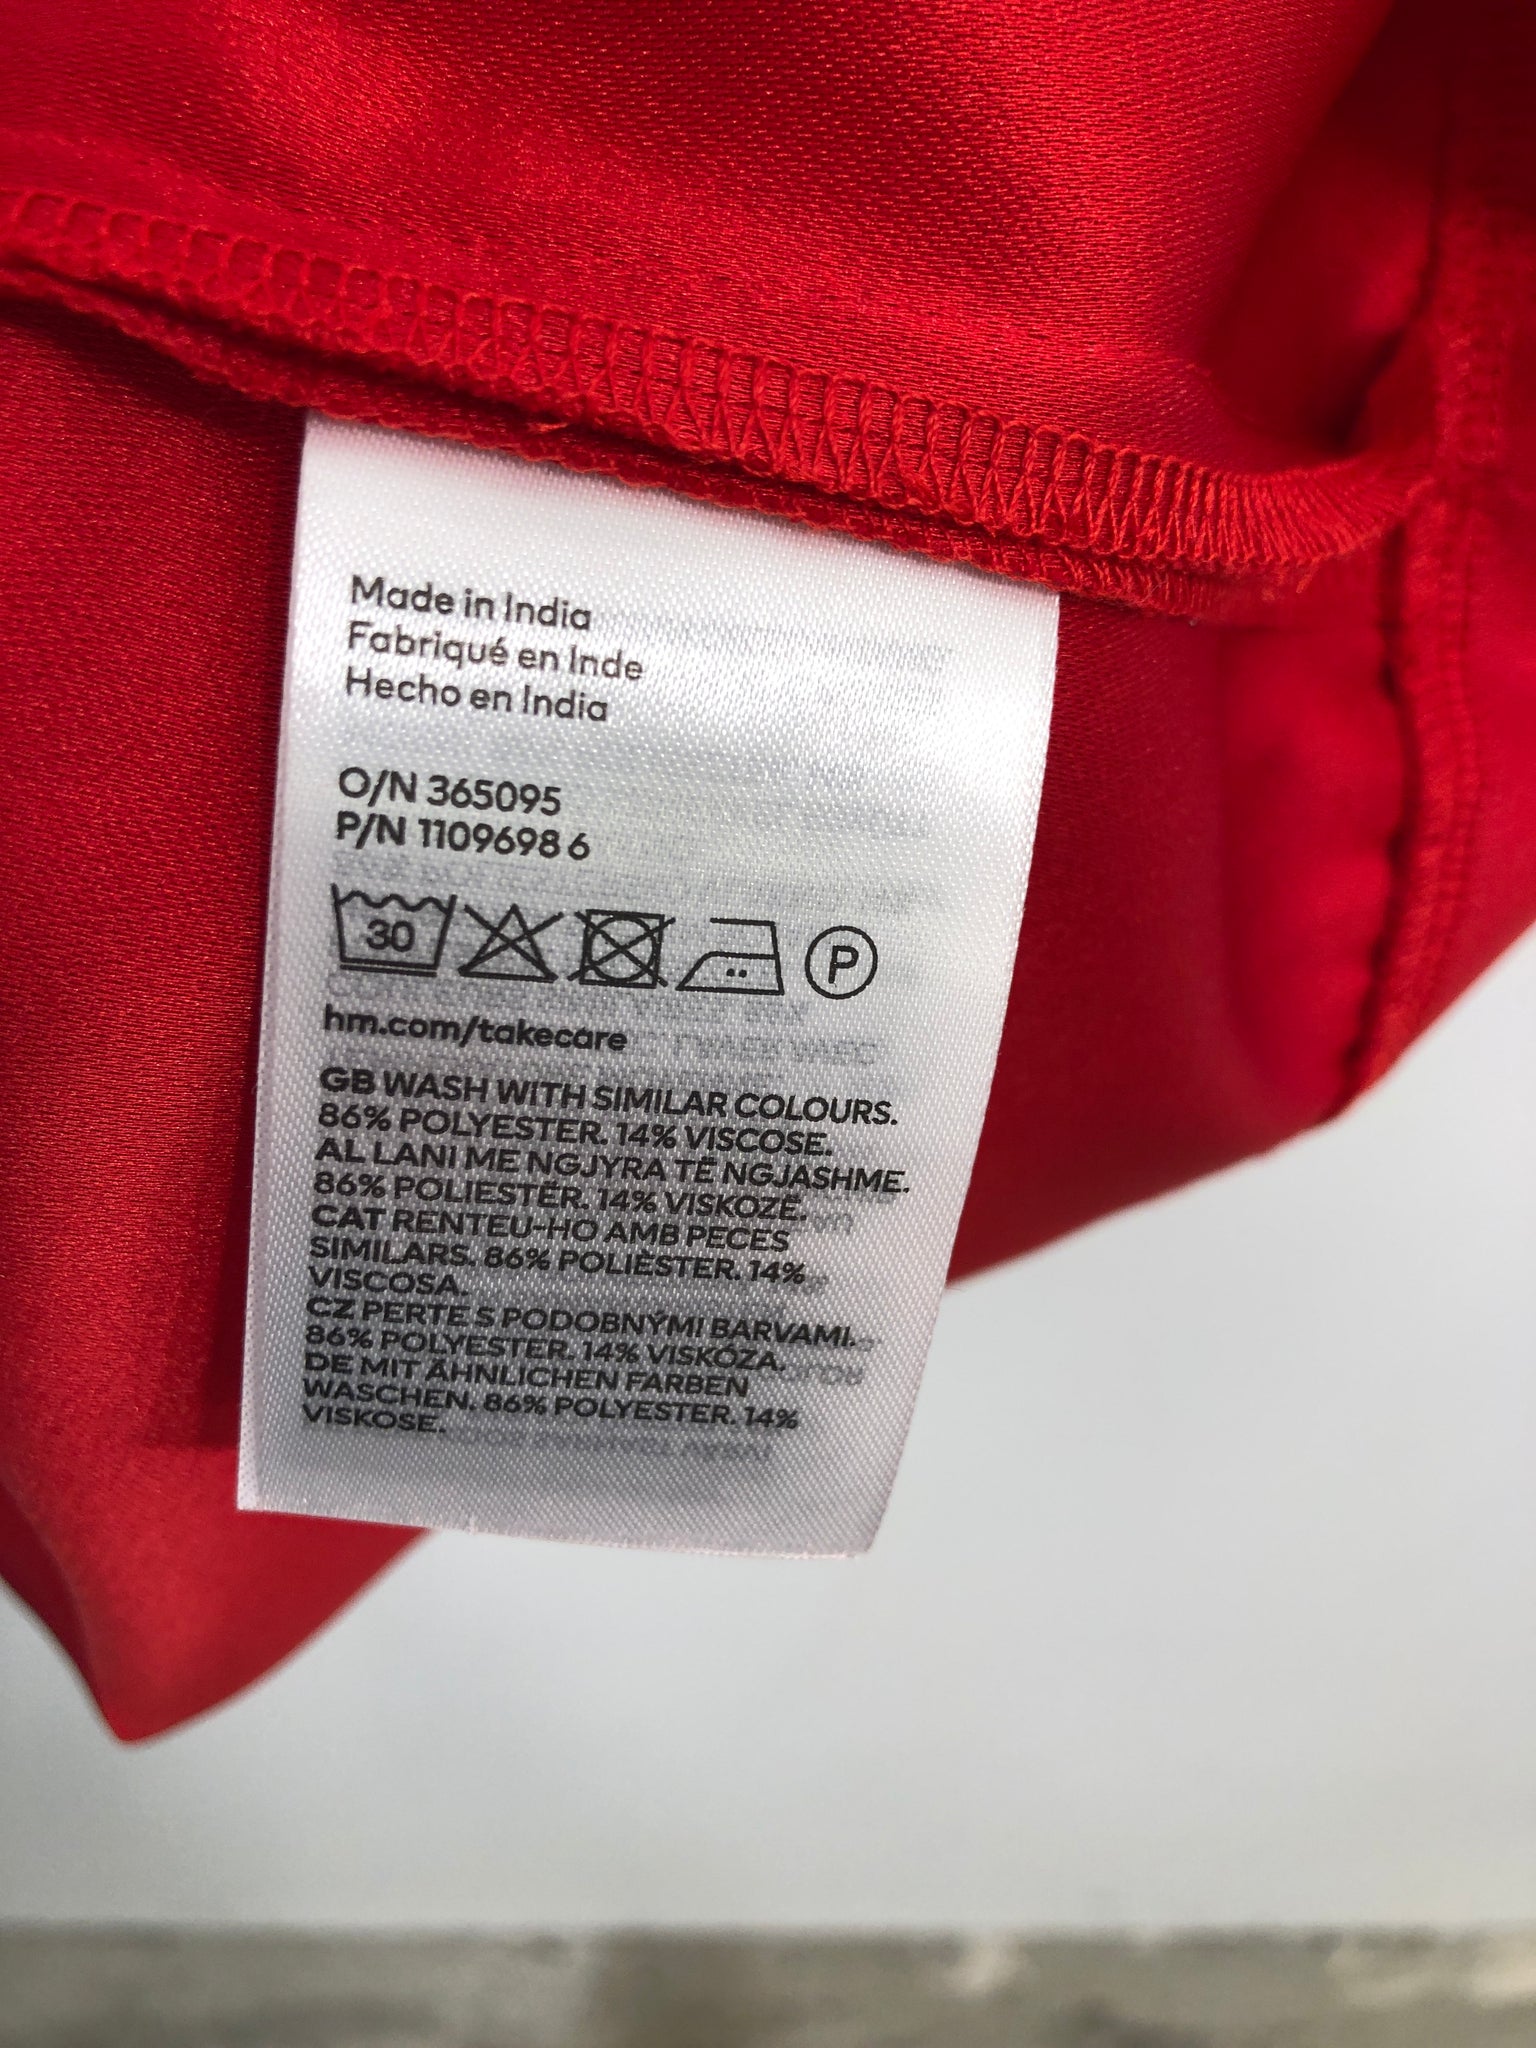 Made in India
Fabriqué en Inde
Hecho en India
O/N 365095
P/N 1109698 6
30
P
hm.com/takecare
GB WASH WITH SIMILAR COLOURS.
86% POLYESTER. 14% VISCOSE.
AL LANI ME NGJYRA TË NGJASHME.
86% POLIESTËR. 14% VISKOZË.
CAT RENTEU-HO AMB PECES
SIMILARS. 86% POLIÈSTER. 14%
VISCOSA.
CZ PERTE S PODOBNÝMI BARVAMI.
86% POLYESTER. 14% VISKÓZA.
DE MIT ÄHNLICHEN FARBEN
WASCHEN. 86% POLYESTER. 14%
VISKOSE.